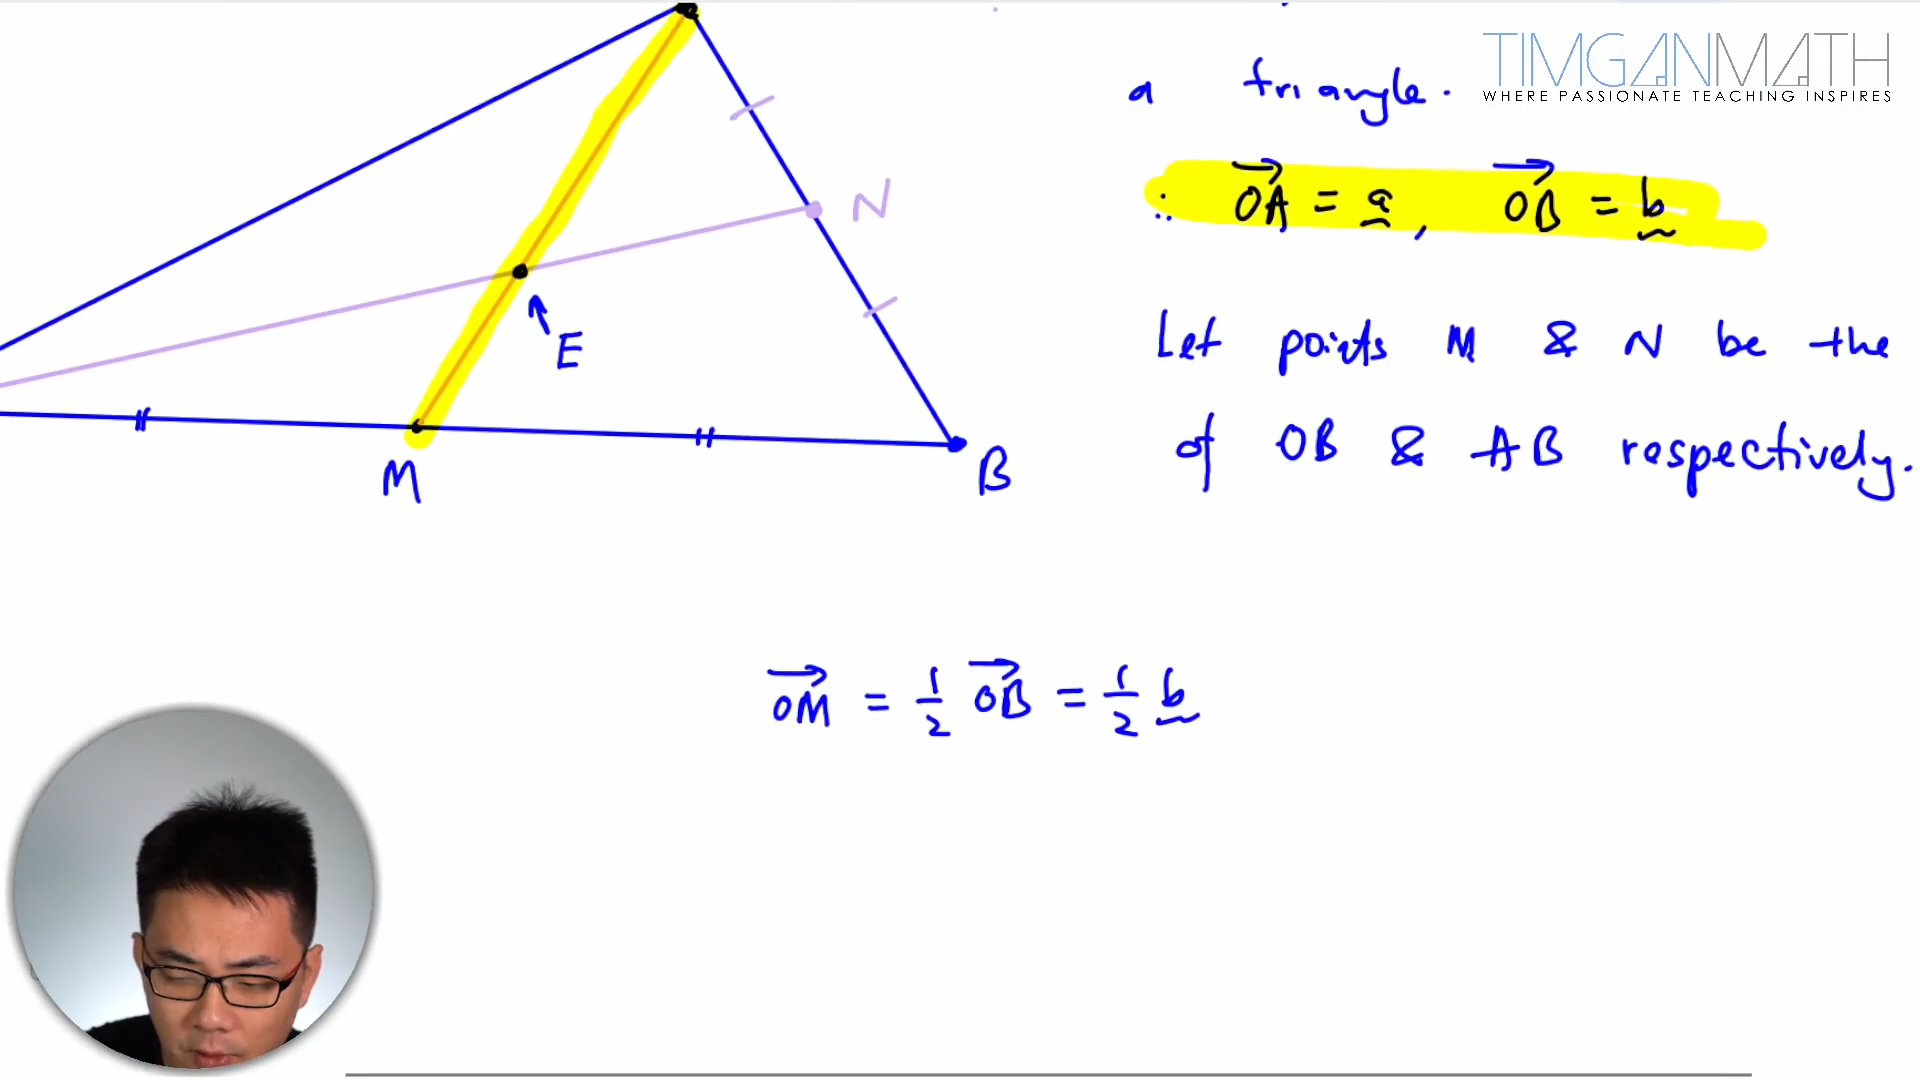 TIMGANMATH
WHERE PASSIONATE TEACHING INSPIRES
a triangle.
∴ →OA = a, →OB = b
N
E
Let points M & N be the
of OB & AB respectively.
M
B
→OM = 1/2 →OB = 1/2 b